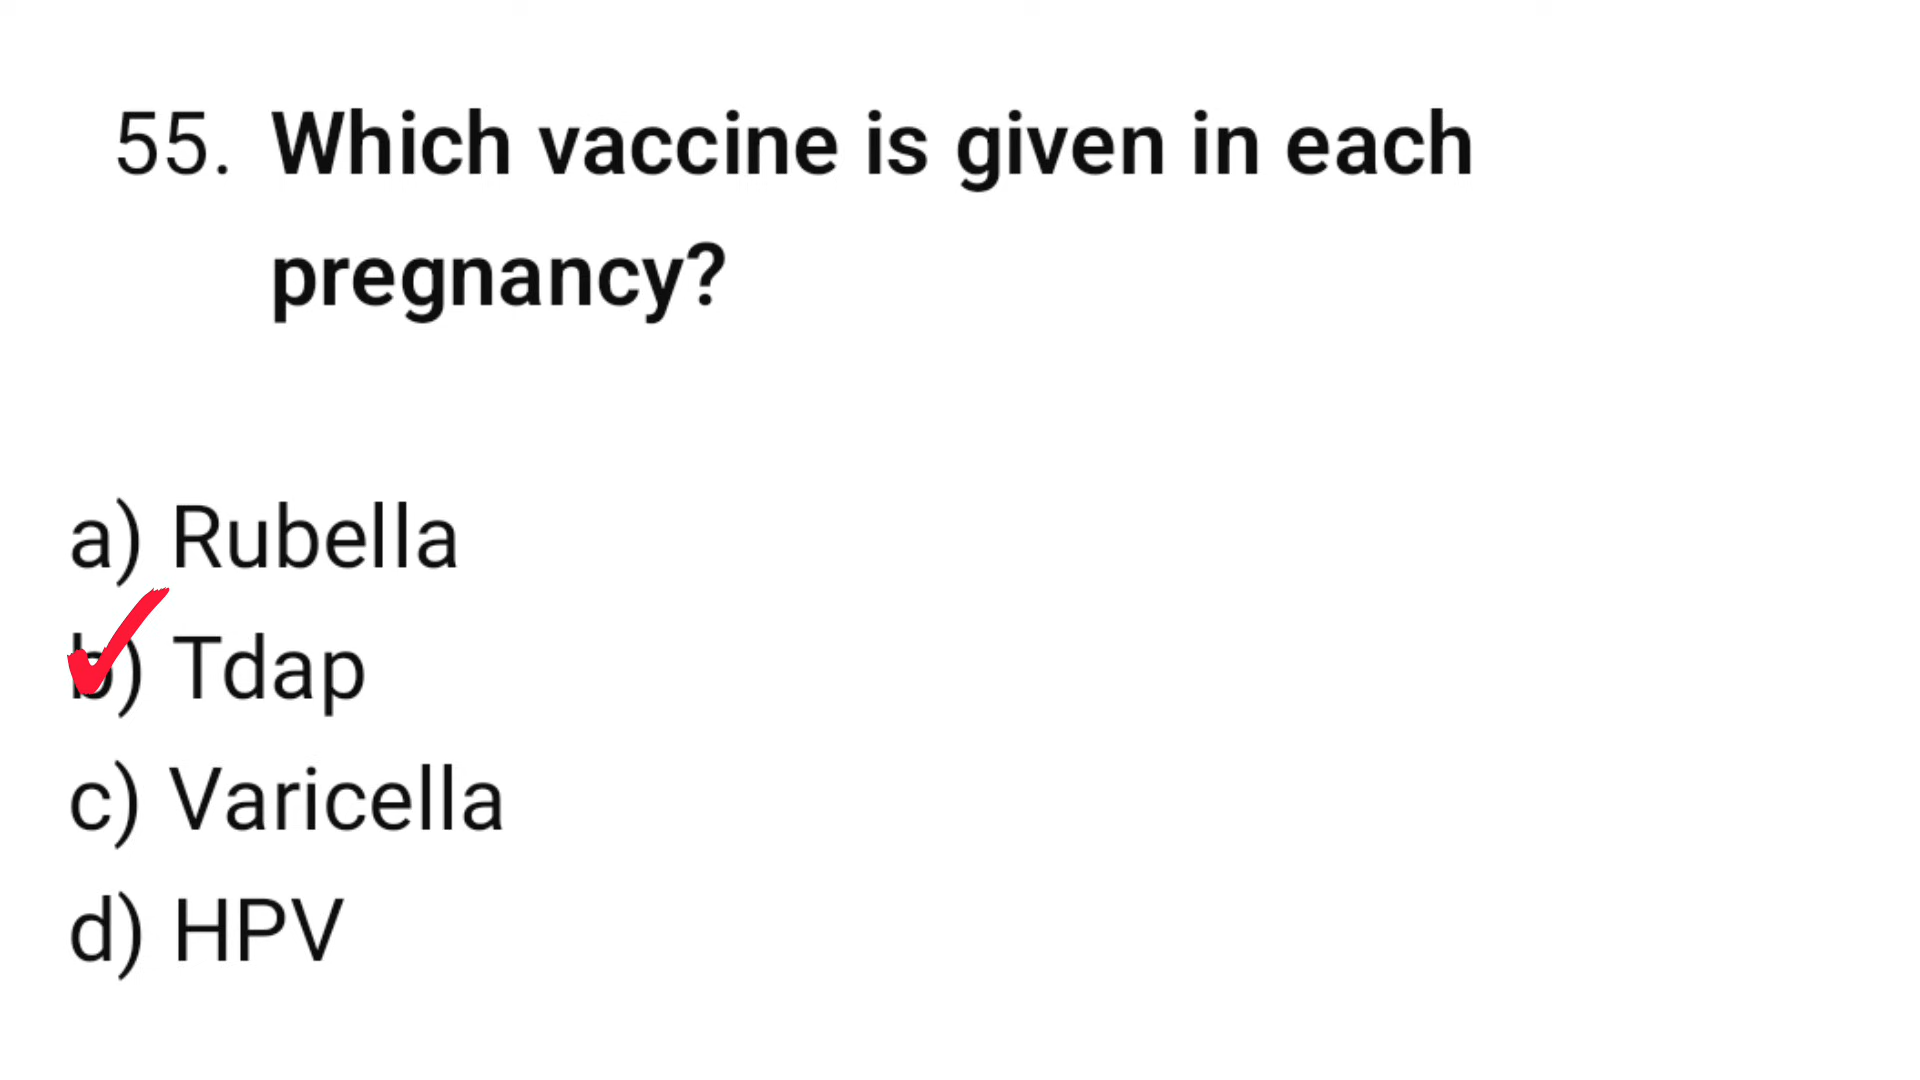 55. Which vaccine is given in each
pregnancy?
a) Rubella
b) Tdap
c) Varicella
d) HPV